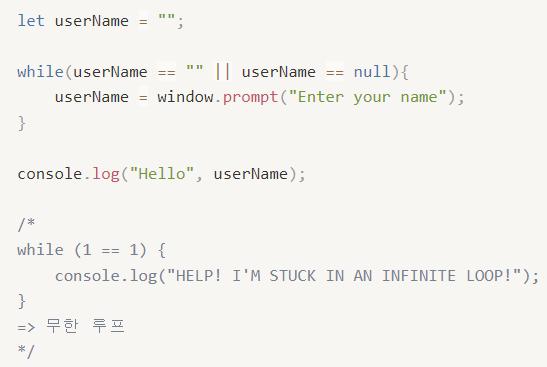 let userName = "";
while(userName == "" || userName == null){
    userName = window.prompt("Enter your name");
}
console.log("Hello", userName);
/*
while (1 == 1) {
    console.log("HELP! I'M STUCK IN AN INFINITE LOOP!");
}
=> 무한 루프
*/